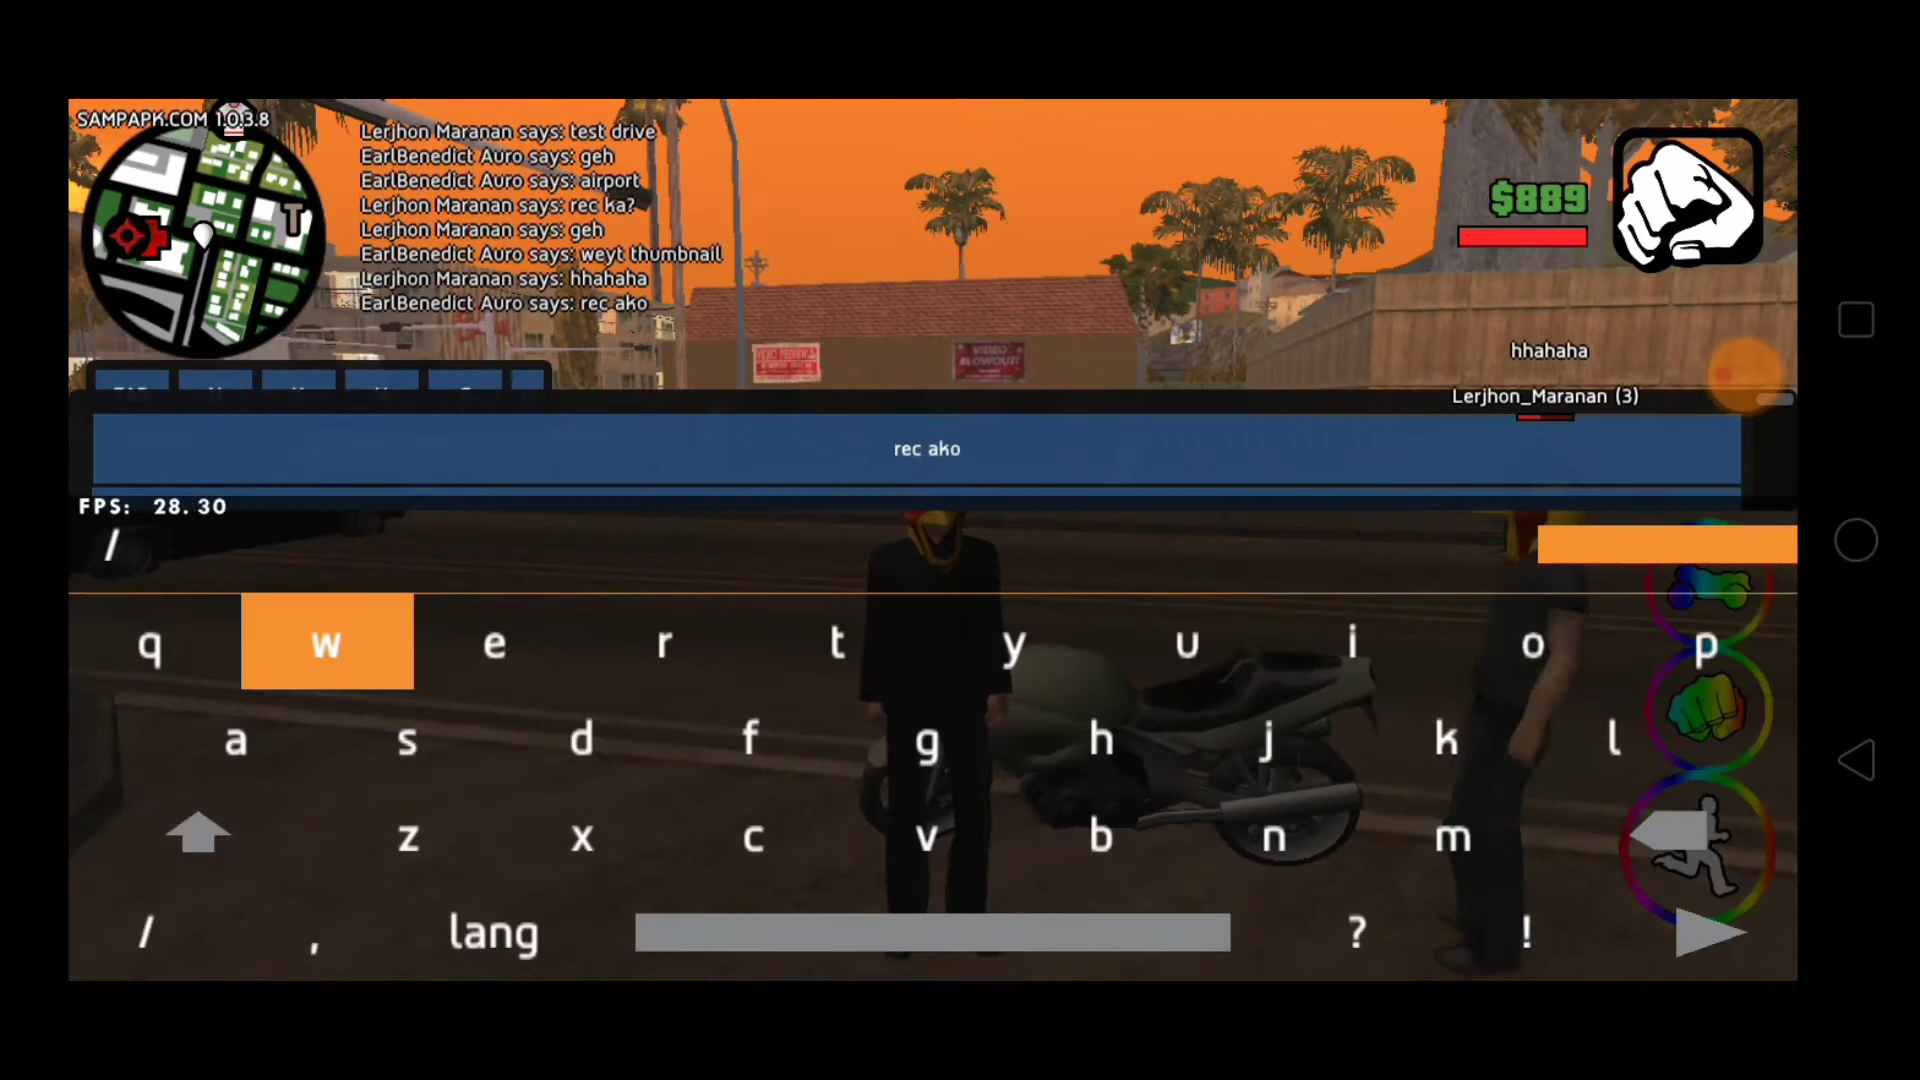 SAMPAPK.COM 1.0.3.8
Lerjhon Maranan says: test drive
EarlBenedict Auro says: geh
EarlBenedict Auro says: airport
Lerjhon Maranan says: rec ka?
Lerjhon Maranan says: geh
EarlBenedict Auro says: weyt thumbnail
Lerjhon Maranan says: hhahaha
EarlBenedict Auro says: rec ako
T
$889
VIDEO
BLOWOUT!
hhahaha
Lerjhon_Maranan (3)
rec ako
FPS: 28.30
/
q w e r t y u i o p
a s d f g h j k l
z x c v b n m
/ , lang ? !